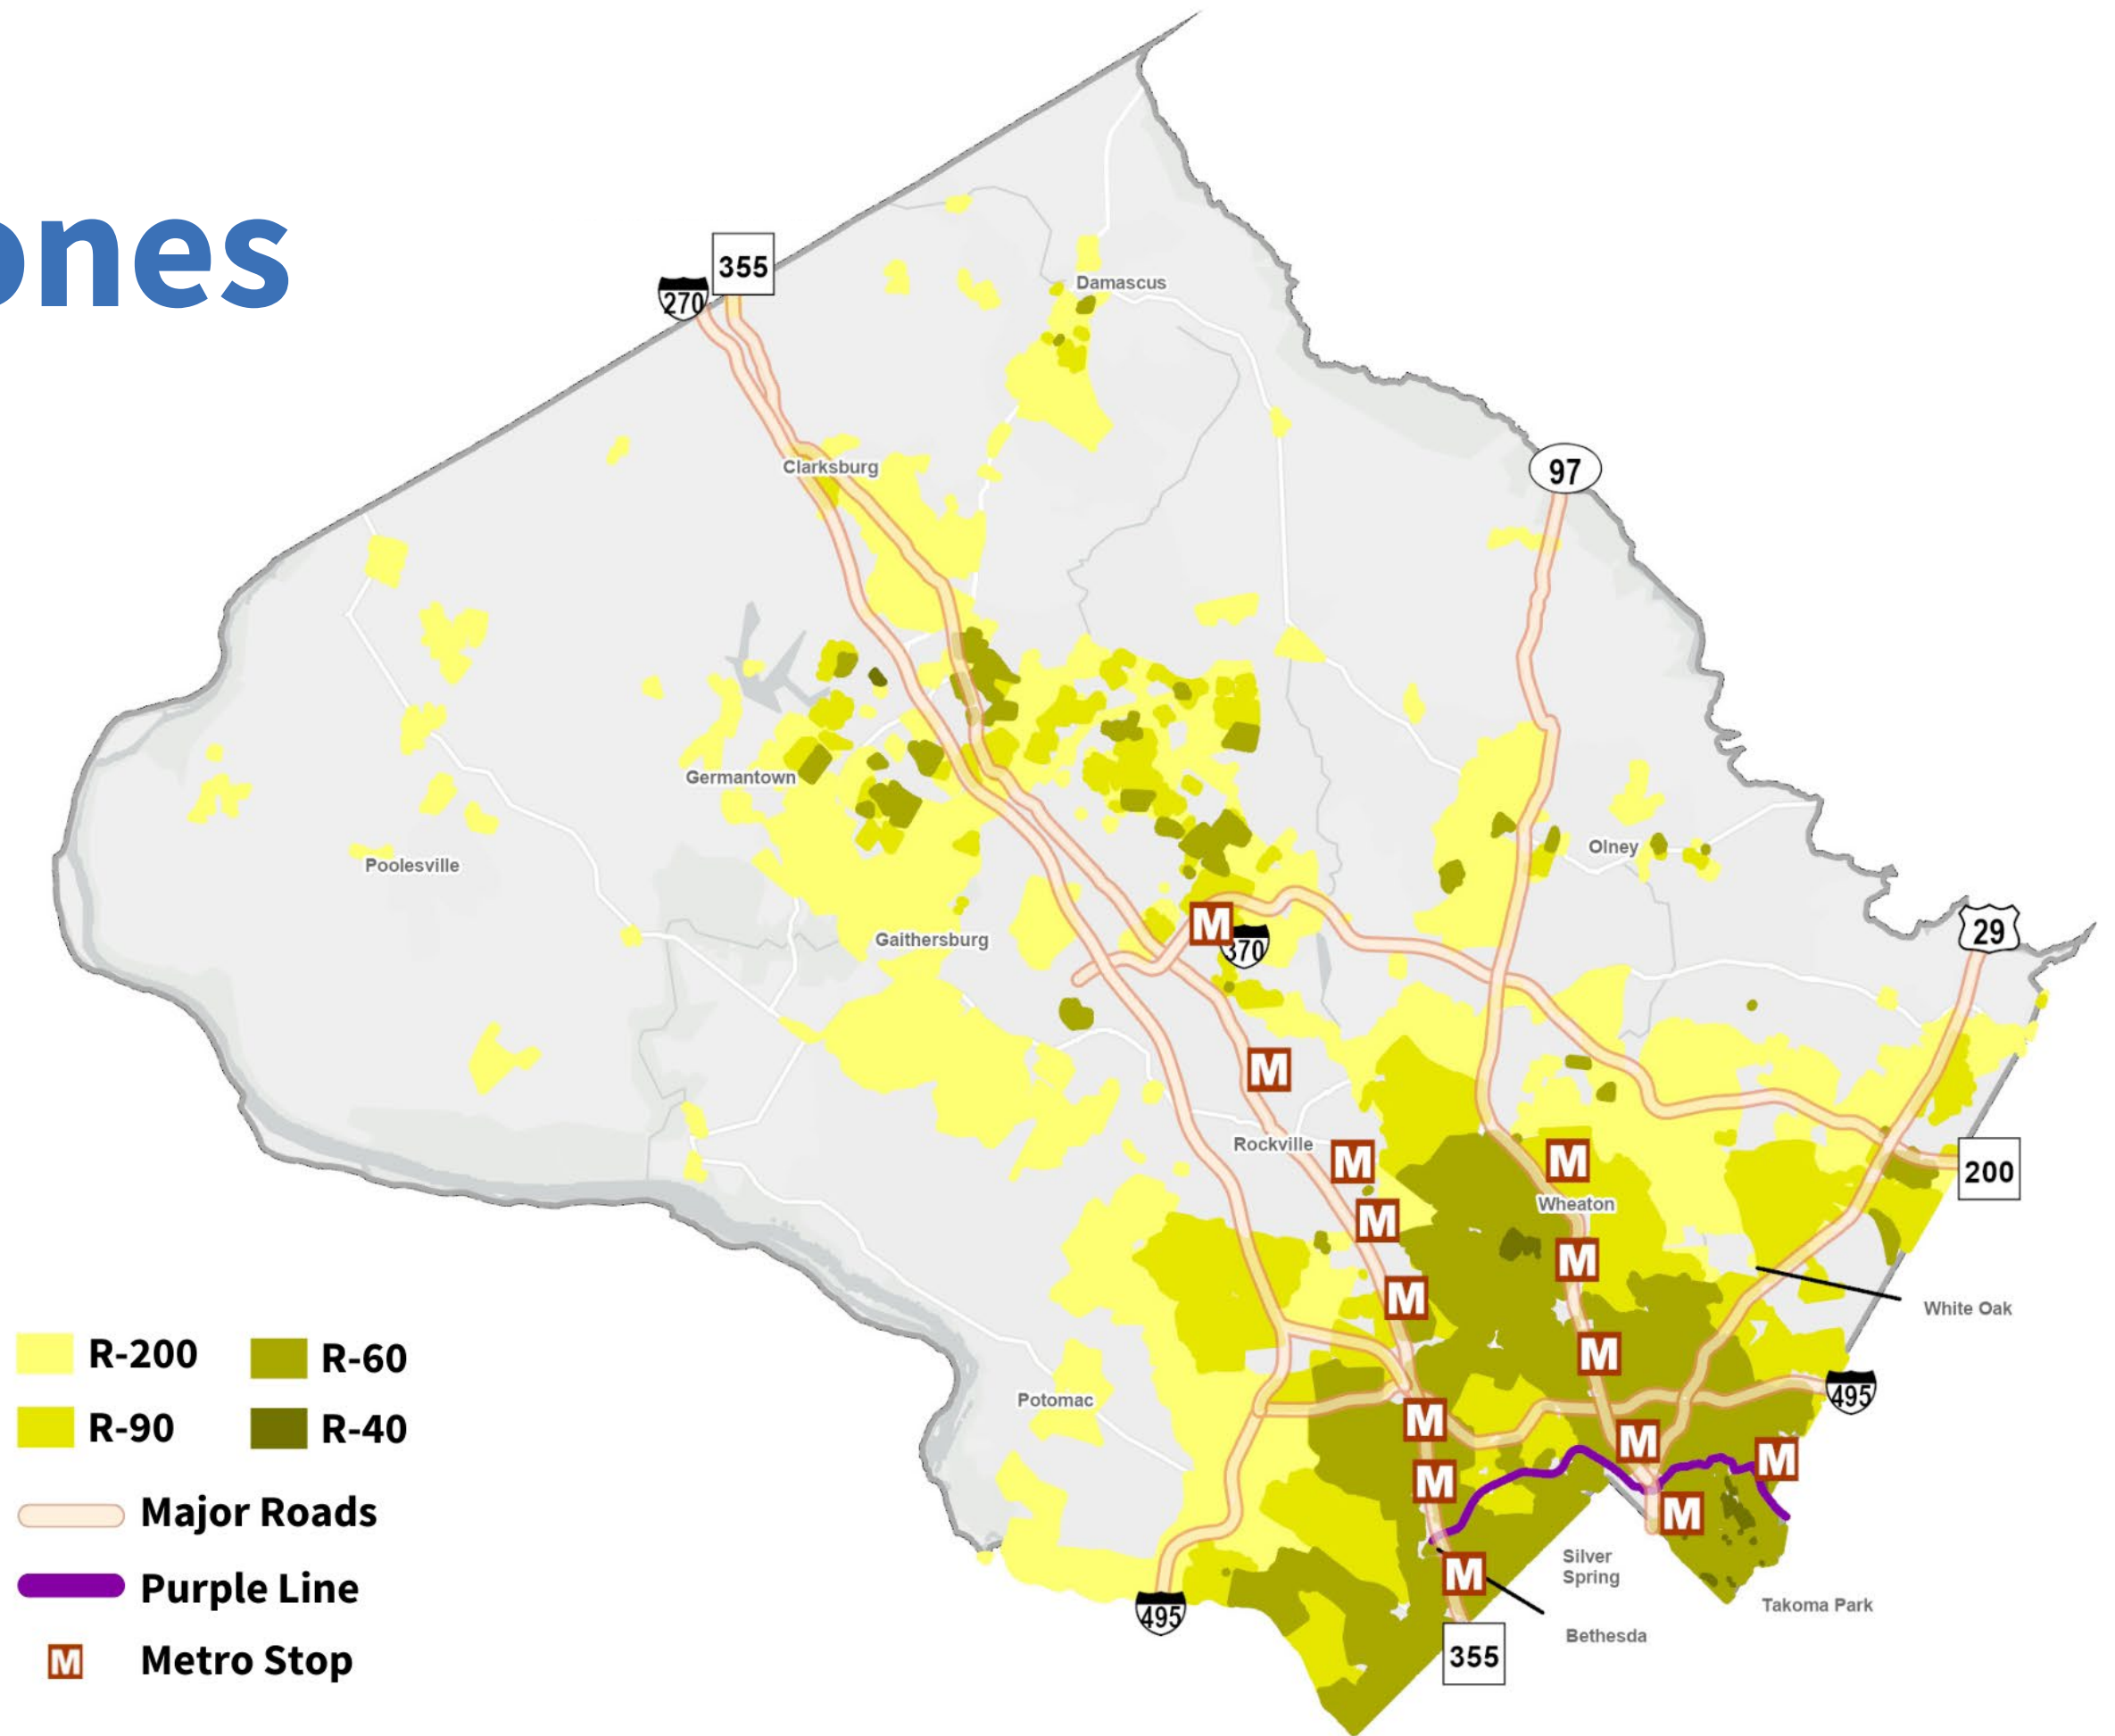 ones
355
270
Damascus
Clarksburg
97
Germantown
Olney
Poolesville
29
Gaithersburg
M
370
M
Rockville
M
M
200
Wheaton
M
M
White Oak
M
M
495
Potomac
M
M
M
M
M
Silver
Spring
M
Takoma Park
495
Bethesda
355
R-200
R-60
R-90
R-40
Major Roads
Purple Line
M
Metro Stop